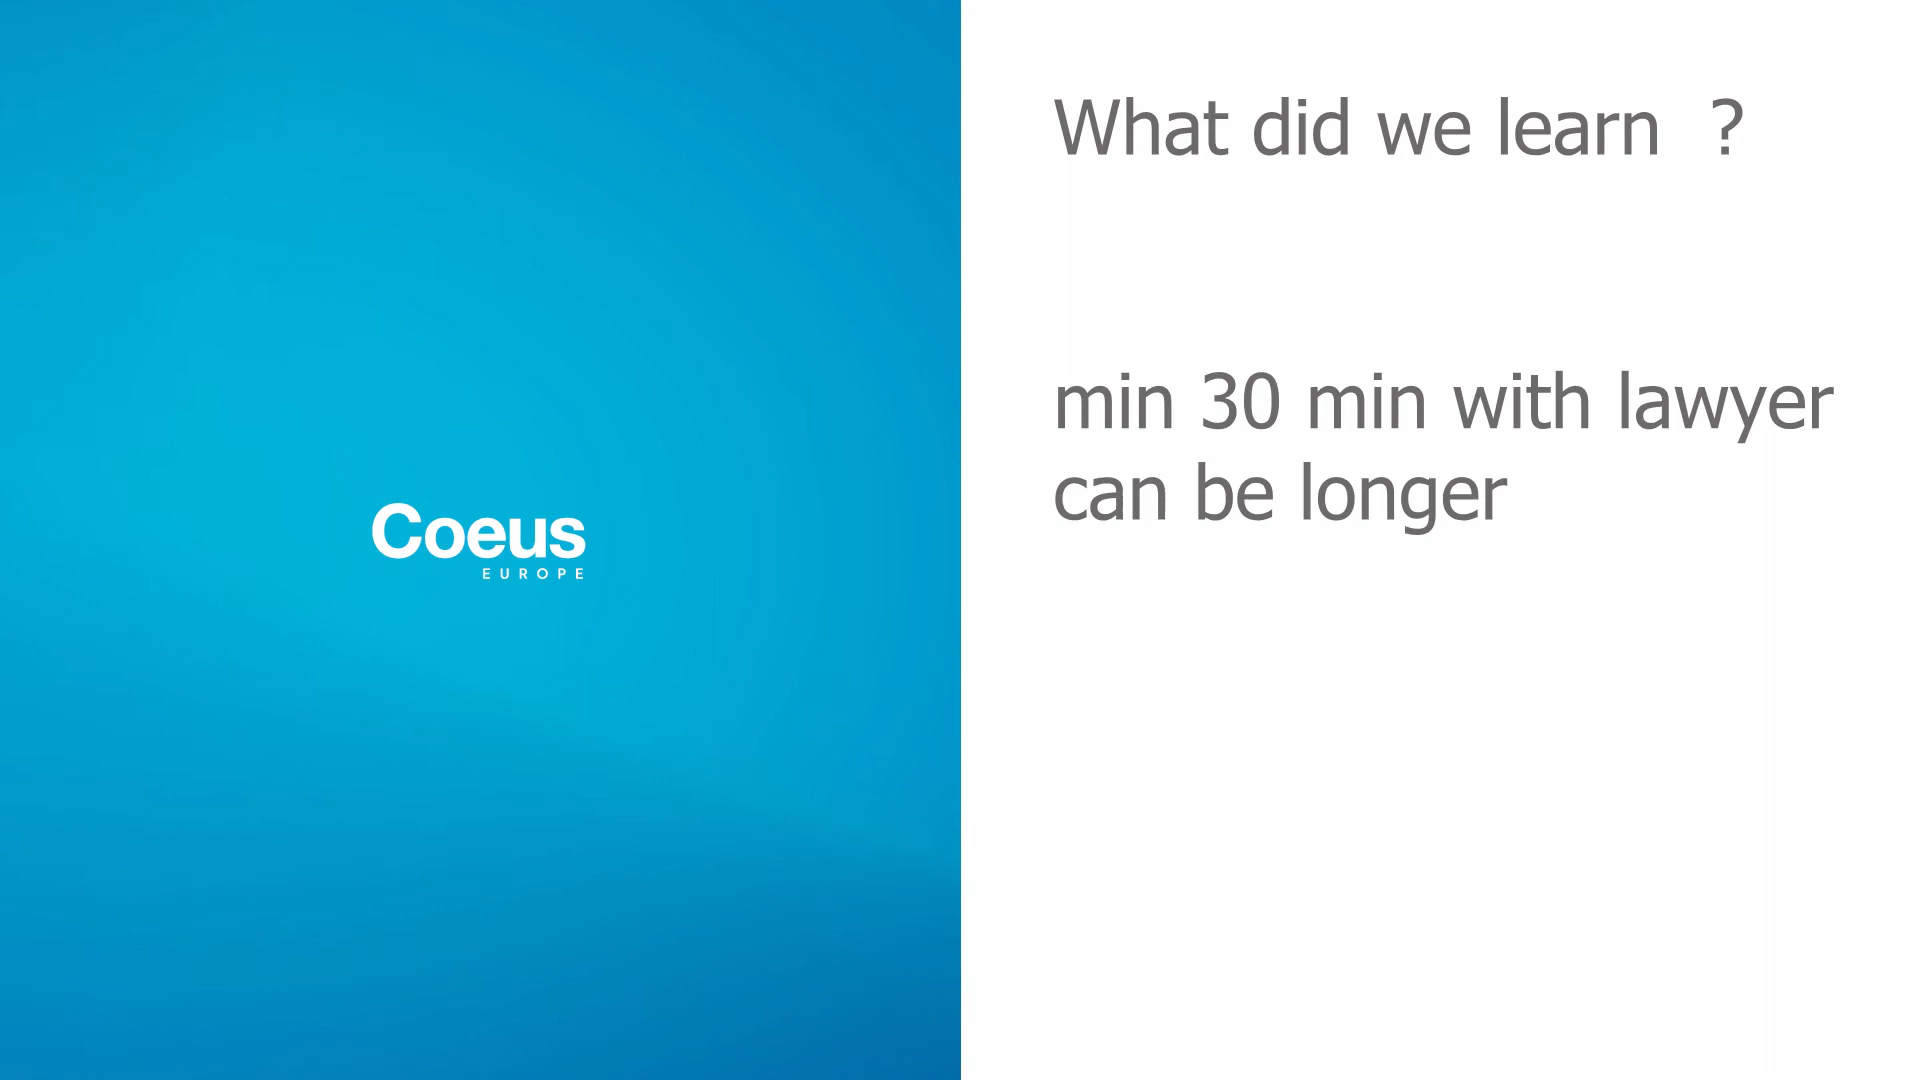 Coeus
EUROPE
What did we learn ?
min 30 min with lawyer
can be longer